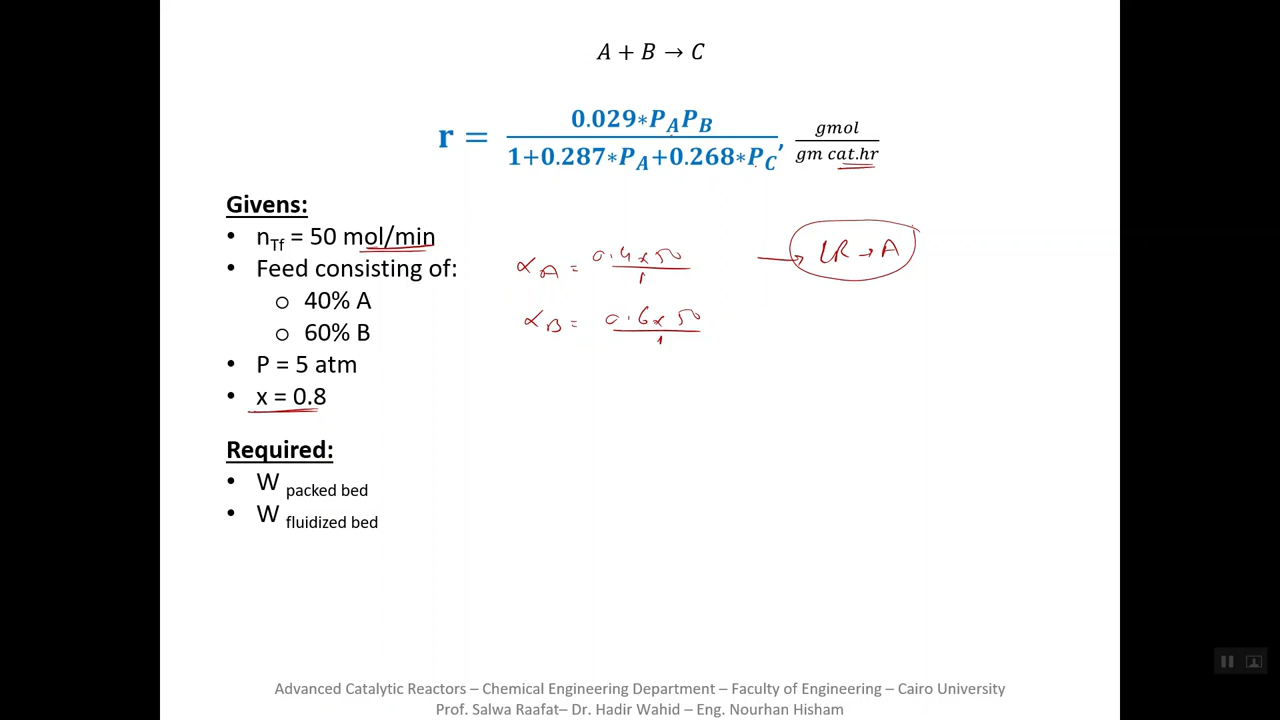 A + B → C
r = 0.029*P_A P_B / 1+0.287*P_A+0.268*P_C, gmol / gm cat.hr
Givens:
• n_Tf = 50 mol/min
• Feed consisting of:
○ 40% A
○ 60% B
• P = 5 atm
• x = 0.8
α_A = 0.4 x 50 / 1
→ LR → A
α_B = 0.6 x 50 / 1
Required:
• W packed bed
• W fluidized bed
Advanced Catalytic Reactors – Chemical Engineering Department – Faculty of Engineering – Cairo University
Prof. Salwa Raafat– Dr. Hadir Wahid – Eng. Nourhan Hisham